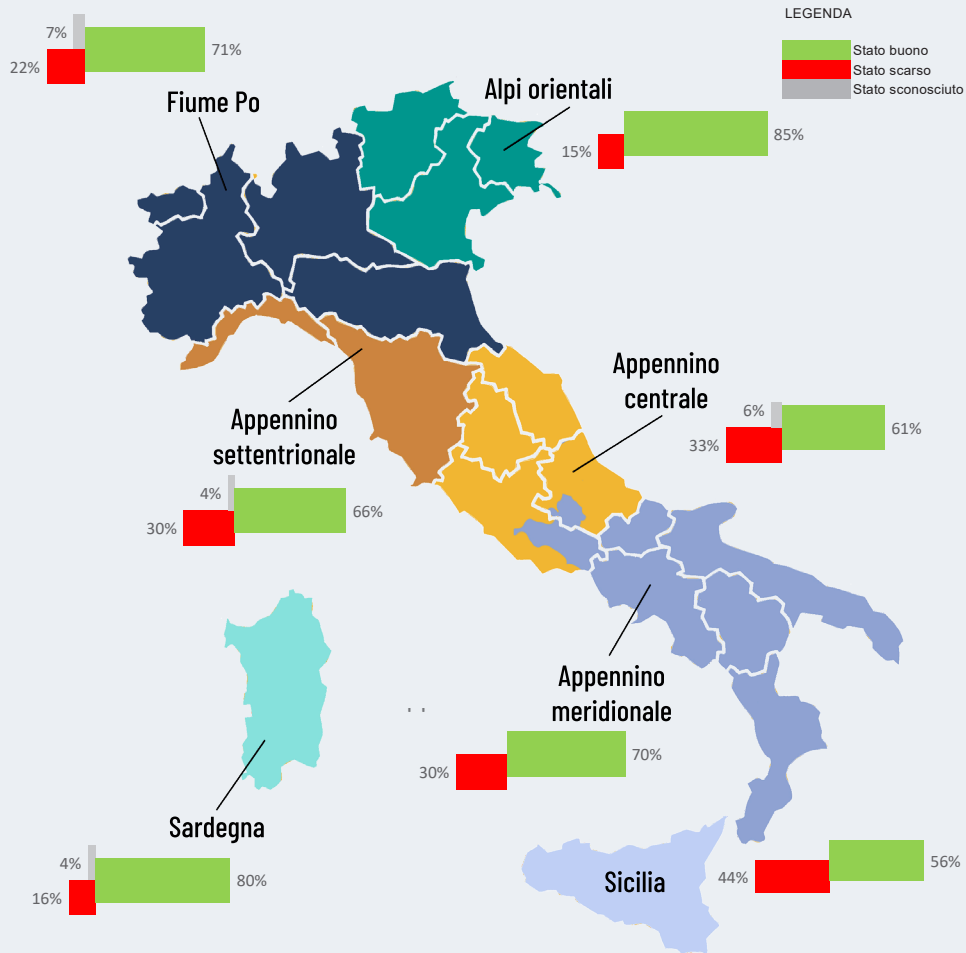 LEGENDA
Stato buono
Stato scarso
Stato sconosciuto
7%
71%
22%
Fiume Po
Alpi orientali
15%
85%
Appennino
centrale
6%
33%
61%
Appennino
settentrionale
4%
30%
66%
Appennino
meridionale
30%
70%
Sardegna
4%
16%
80%
Sicilia
44%
56%